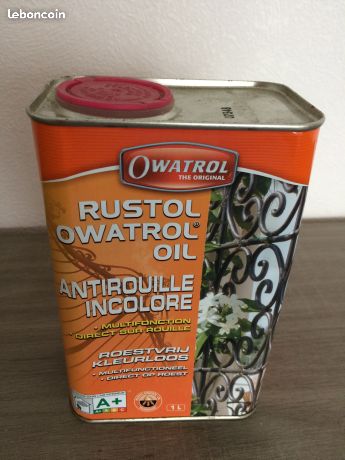 leboncoin
OWATROL
THE ORIGINAL
RUSTOL
OWATROL®
OIL
ANTIROUILLE
INCOLORE
• MULTIFONCTION
• DIRECT SUR ROUILLE
ROESTVRIJ
KLEURLOOS
• MULTIFUNCTIONEEL
• DIRECT OP ROEST
A+
1 L